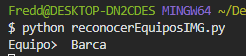 Fredd@DESKTOP-DN2CDES MINGW64 ~/De
$ python reconocerEquiposIMG.py
Equipo>  Barca